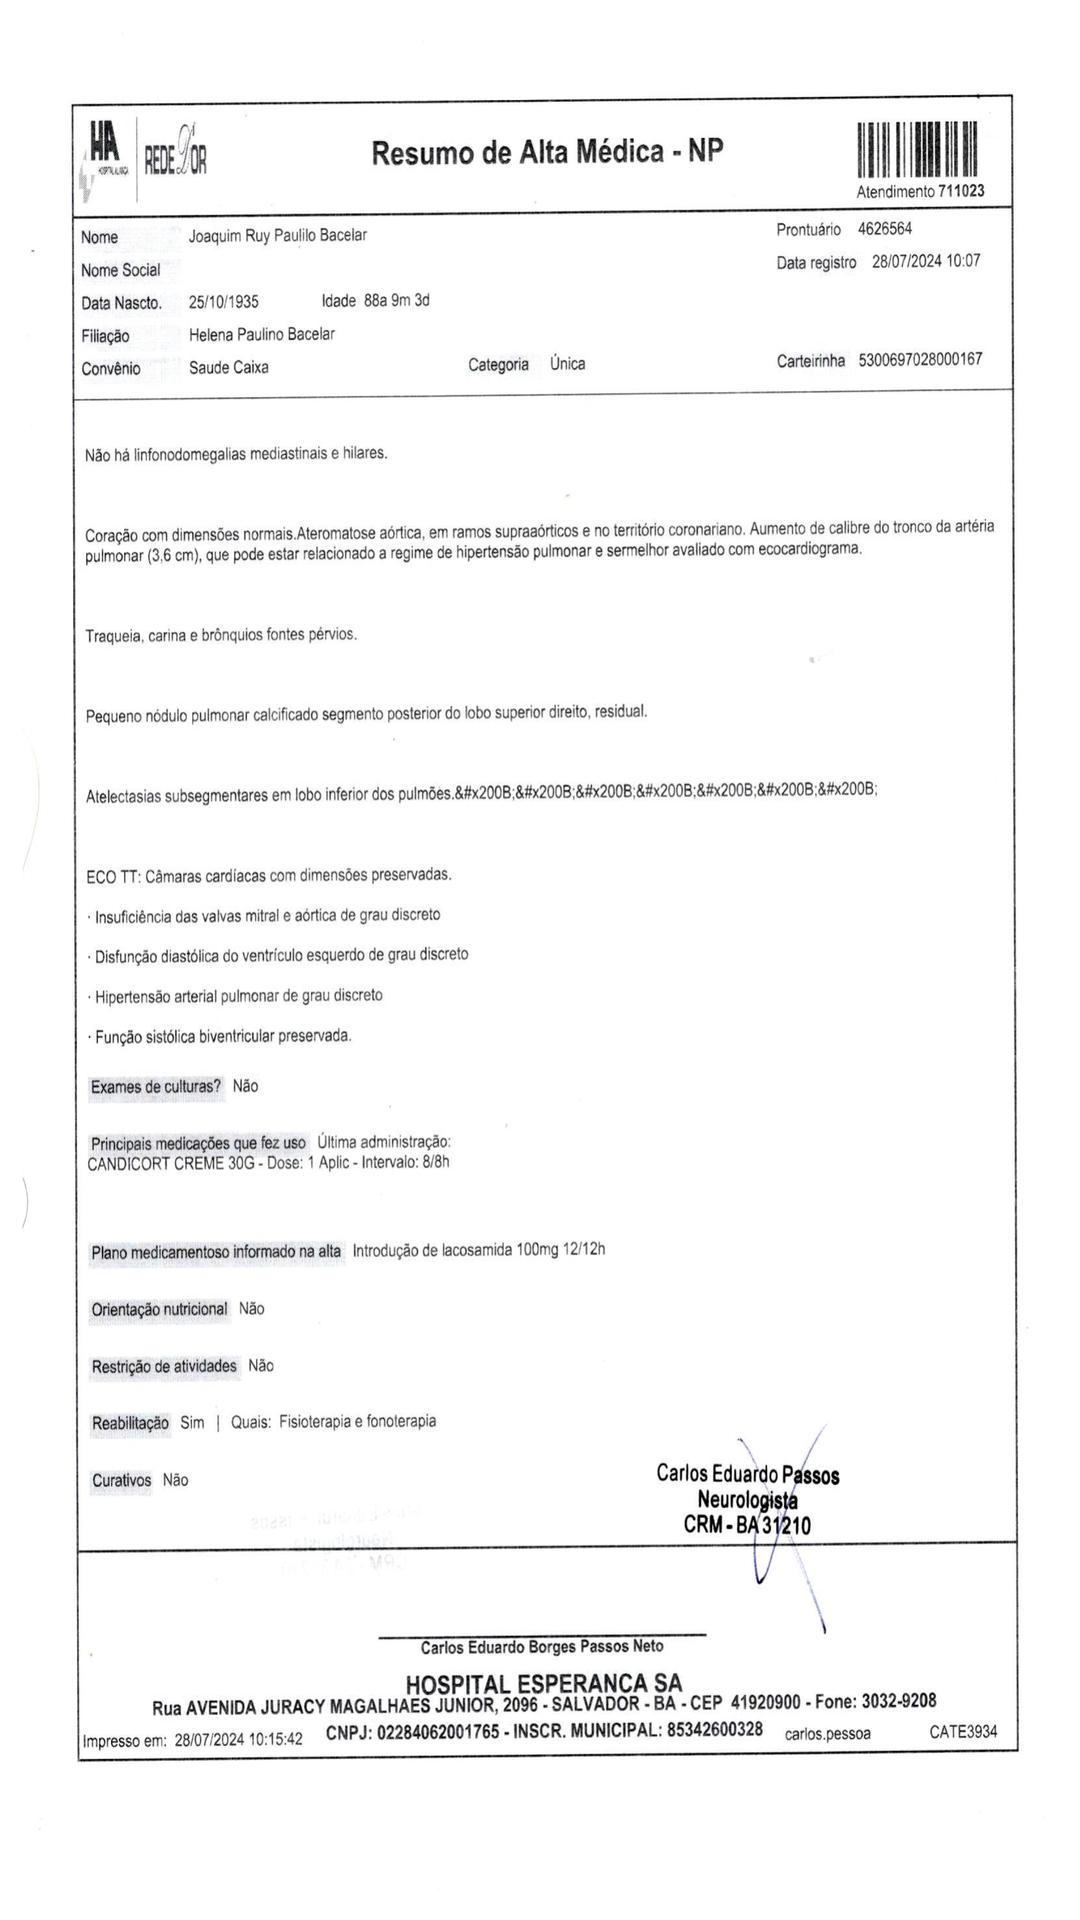 HA
HOSPITAL ALIANÇA
REDE D'OR
Resumo de Alta Médica - NP
Atendimento 711023
Nome Joaquim Ruy Paulilo Bacelar
Prontuário 4626564
Nome Social
Data registro 28/07/2024 10:07
Data Nascto. 25/10/1935 Idade 88a 9m 3d
Filiação Helena Paulino Bacelar
Convênio Saude Caixa Categoria Única Carteirinha 5300697028000167
Não há linfonodomegalias mediastinais e hilares.
Coração com dimensões normais.Ateromatose aórtica, em ramos supraaórticos e no território coronariano. Aumento de calibre do tronco da artéria
pulmonar (3,6 cm), que pode estar relacionado a regime de hipertensão pulmonar e sermelhor avaliado com ecocardiograma.
Traqueia, carina e brônquios fontes pérvios.
Pequeno nódulo pulmonar calcificado segmento posterior do lobo superior direito, residual.
Atelectasias subsegmentares em lobo inferior dos pulmões.&#x200B;&#x200B;&#x200B;&#x200B;&#x200B;&#x200B;&#x200B;
ECO TT: Câmaras cardíacas com dimensões preservadas.
· Insuficiência das valvas mitral e aórtica de grau discreto
· Disfunção diastólica do ventrículo esquerdo de grau discreto
· Hipertensão arterial pulmonar de grau discreto
· Função sistólica biventricular preservada.
Exames de culturas? Não
Principais medicações que fez uso Última administração:
CANDICORT CREME 30G - Dose: 1 Aplic - Intervalo: 8/8h
Plano medicamentoso informado na alta Introdução de lacosamida 100mg 12/12h
Orientação nutricional Não
Restrição de atividades Não
Reabilitação Sim | Quais: Fisioterapia e fonoterapia
Curativos Não
Carlos Eduardo Passos
Neurologista
CRM - BA 31210
Carlos Eduardo Borges Passos Neto
HOSPITAL ESPERANCA SA
Rua AVENIDA JURACY MAGALHAES JUNIOR, 2096 - SALVADOR - BA - CEP 41920900 - Fone: 3032-9208
Impresso em: 28/07/2024 10:15:42 CNPJ: 02284062001765 - INSCR. MUNICIPAL: 85342600328 carlos.pessoa CATE3934